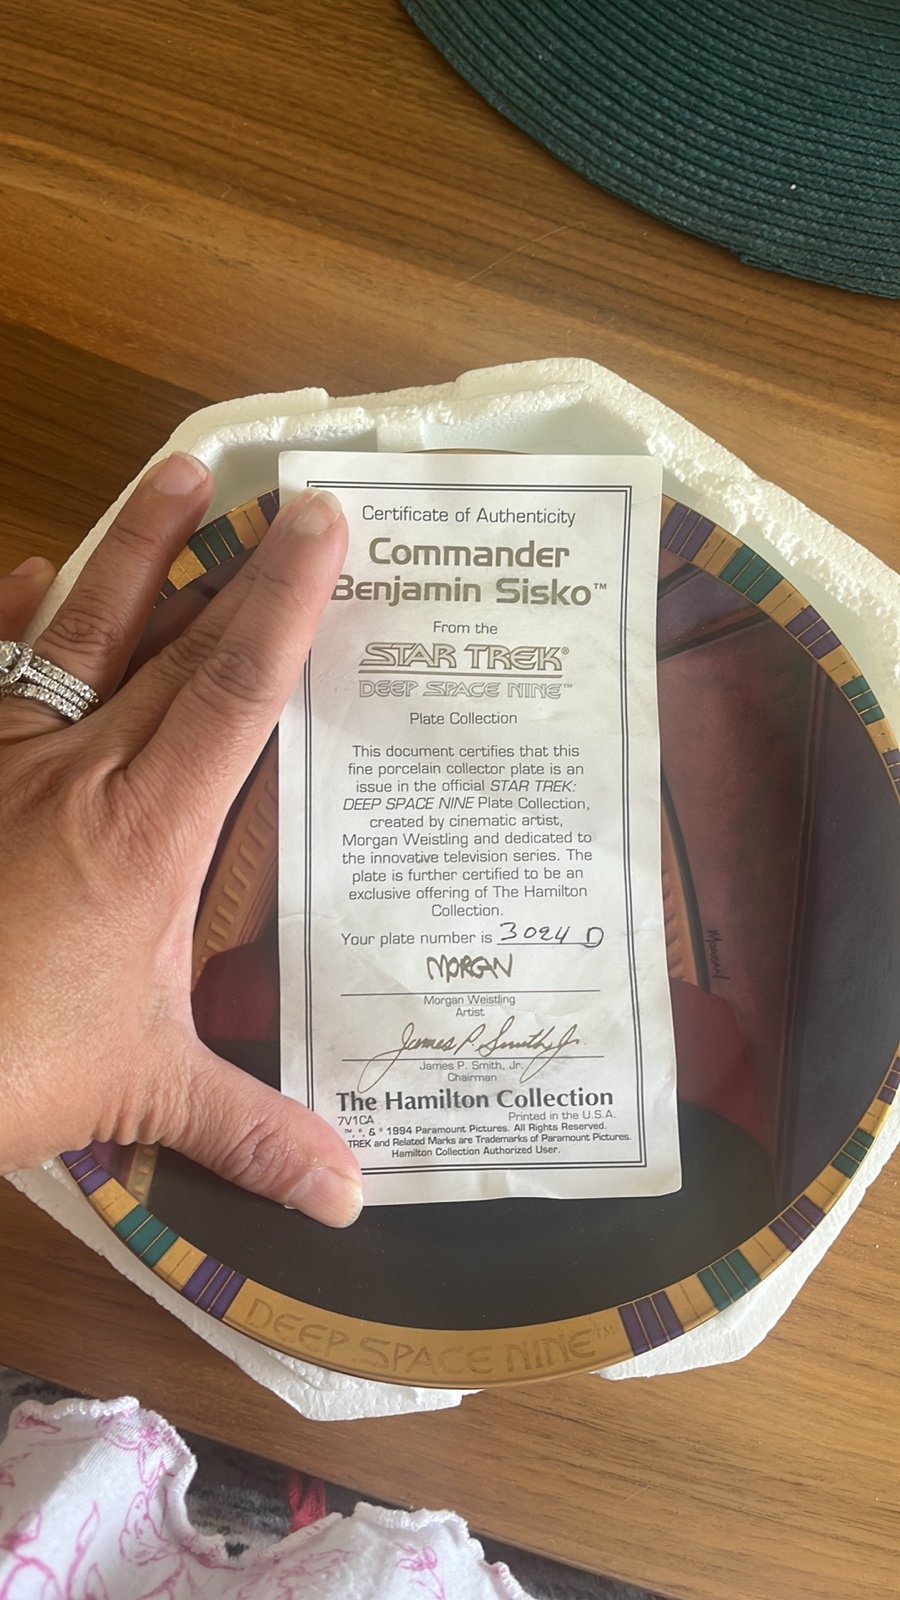 Certificate of Authenticity
Commander
Benjamin Sisko™
From the
STAR TREK®
DEEP SPACE NINE™
Plate Collection
This document certifies that this
fine porcelain collector plate is an
issue in the official STAR TREK:
DEEP SPACE NINE Plate Collection,
created by cinematic artist,
Morgan Weistling and dedicated to
the innovative television series. The
plate is further certified to be an
exclusive offering of The Hamilton
Collection.
Your plate number is 3024 D
MORGAN
Morgan Weistling
Artist
James P. Smith, Jr.
James P. Smith, Jr.
Chairman
The Hamilton Collection
7V1CA
Printed in the U.S.A.
™, ®, & © 1994 Paramount Pictures. All Rights Reserved.
TREK and Related Marks are Trademarks of Paramount Pictures.
Hamilton Collection Authorized User.
MORGAN
DEEP SPACE NINE™